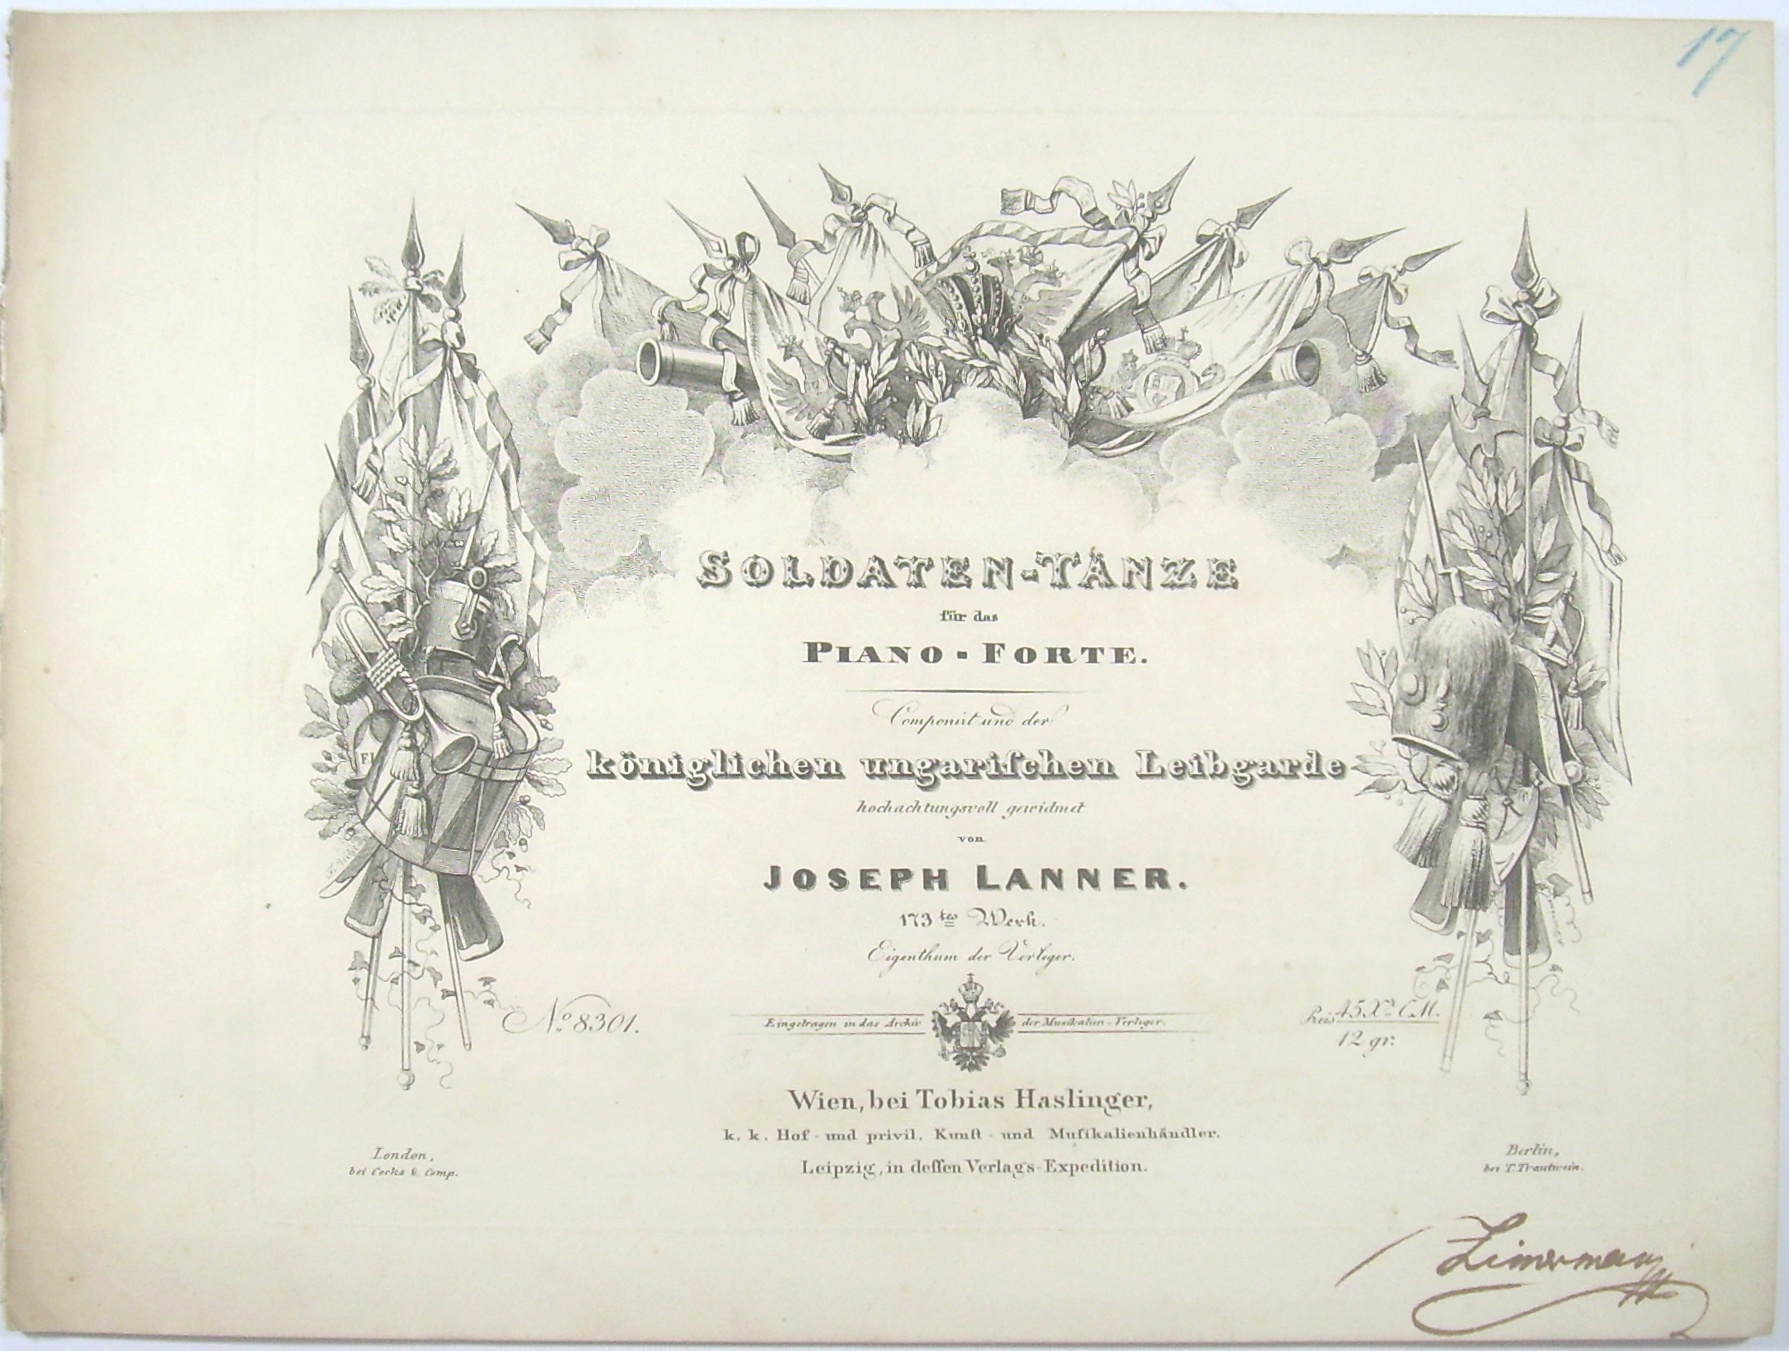 17
SOLDATEN-TÄNZE
für das
PIANO-FORTE.
Componirt und der
königlichen ungariſchen Leibgarde
hochachtungsvoll gewidmet
von
JOSEPH LANNER.
173tes Werk.
Eigenthum der Verleger.
No 8301.
Eingetragen in das Archiv der Musikalien-Verleger.
Preis 45 Xr C.M.
12 gr.
Wien, bei Tobias Haslinger,
k. k. Hof- und privil. Kunſt- und Muſikalienhändler.
Leipzig, in deſſen Verlags-Expedition.
London,
bei Cocks & Comp.
Berlin,
bei T. Trautwein.
Zimerman